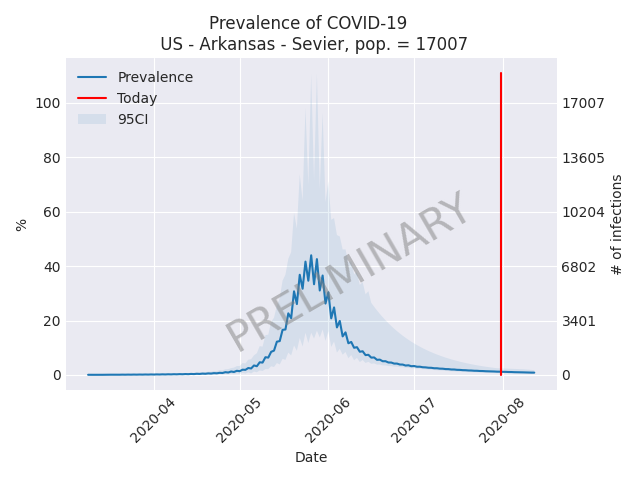 Prevalence of COVID-19
US - Arkansas - Sevier, pop. = 17007
Prevalence
Today
95CI
100
80
60
40
20
0
%
17007
13605
10204
6802
3401
0
# of infections
PRELIMINARY
2020-04
2020-05
2020-06
2020-07
2020-08
Date